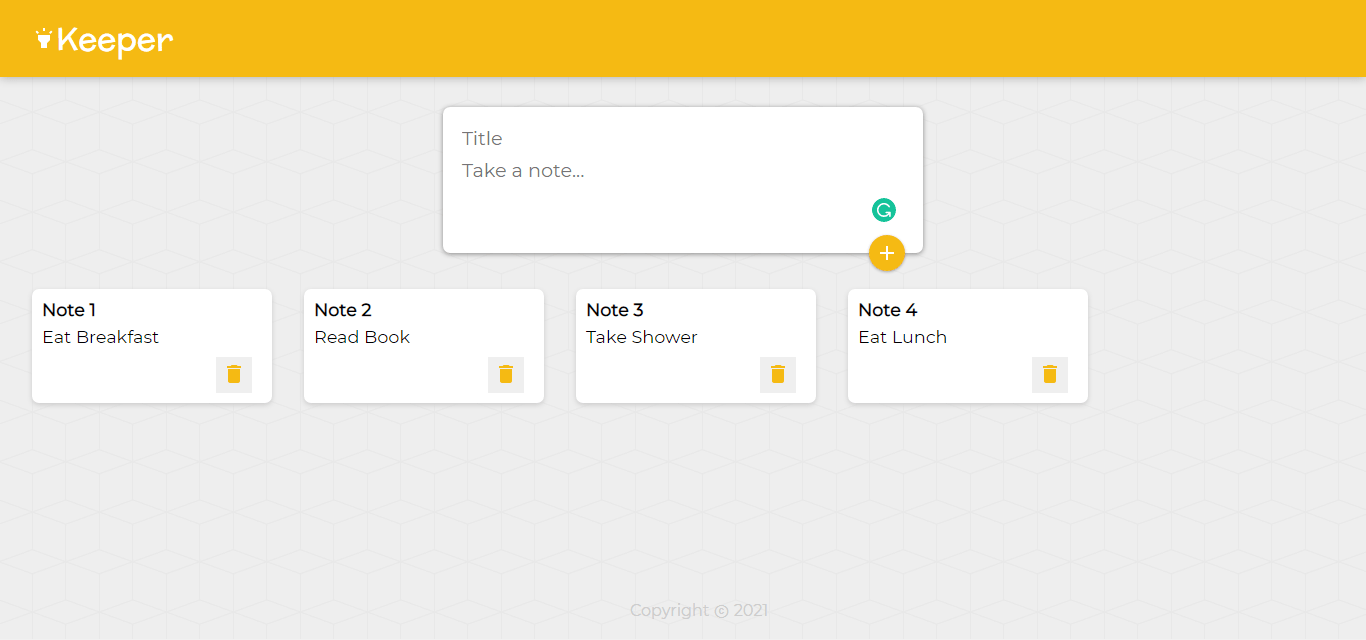 Keeper
Title
Take a note...
Note 1
Eat Breakfast
Note 2
Read Book
Note 3
Take Shower
Note 4
Eat Lunch
Copyright © 2021